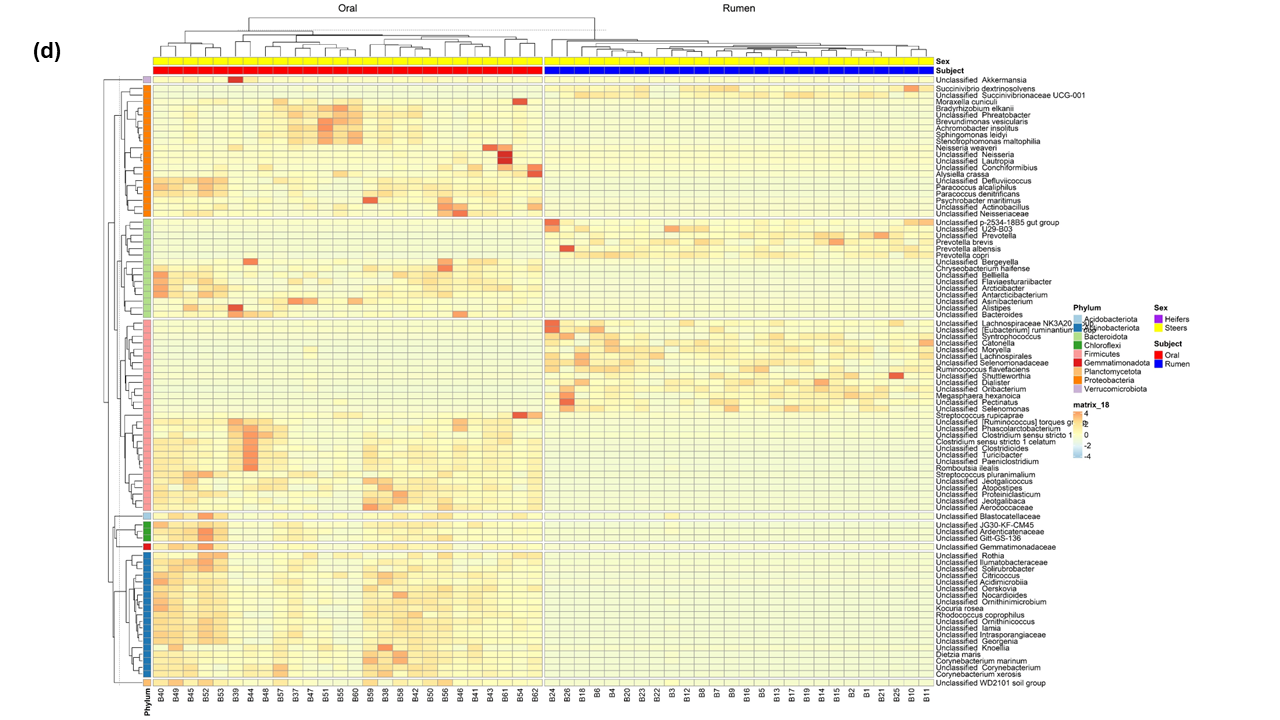 Oral
Rumen
(d)
Sex
Subject
Unclassified Akkermansia
Succinivibrio dextrinosolvens
Unclassified Succinivibrionaceae UCG-001
Moraxella cuniculi
Bradyrhizobium elkanii
Unclassified Phreatobacter
Brevundimonas vesicularis
Achromobacter insolitus
Sphingomonas leidyi
Stenotrophomonas maltophilia
Neisseria weaveri
Unclassified Neisseria
Unclassified Lautropia
Unclassified Conchiformibius
Alysiella crassa
Unclassified Defluviicoccus
Paracoccus alcaliphilus
Paracoccus denitrificans
Psychrobacter maritimus
Unclassified Actinobacillus
Unclassified Neisseriaceae
Unclassified p-2534-18B5 gut group
Unclassified U29-B03
Unclassified Prevotella
Prevotella brevis
Prevotella albensis
Prevotella copri
Unclassified Bergeyella
Chryseobacterium haifense
Unclassified Belliella
Unclassified Flaviaesturariibacter
Unclassified Arcticibacter
Unclassified Antarcticibacterium
Unclassified Asinibacterium
Unclassified Alistipes
Unclassified Bacteroides
Unclassified Lachnospiraceae NK3A20
Unclassified [Eubacterium] ruminantium
Unclassified Syntrophococcus
Unclassified Catonella
Unclassified Moryella
Unclassified Lachnospirales
Unclassified Selenomonadaceae
Ruminococcus flavefaciens
Unclassified Shuttleworthia
Unclassified Dialister
Unclassified Oribacterium
Megasphaera hexanoica
Unclassified Pectinatus
Unclassified Selenomonas
Streptococcus rupicaprae
Unclassified [Ruminococcus] torques group
Unclassified Phascolarctobacterium
Unclassified Clostridium sensu stricto 1
Clostridium sensu stricto 1 celatum
Unclassified Clostridioides
Unclassified Turicibacter
Unclassified Paeniclostridium
Romboutsia ilealis
Streptococcus pluranimalium
Unclassified Jeotgalicoccus
Unclassified Atopostipes
Unclassified Proteiniclasticum
Unclassified Jeotgalibaca
Unclassified Aerococcaceae
Unclassified Blastocatellaceae
Unclassified JG30-KF-CM45
Unclassified Ardenticatenaceae
Unclassified Gitt-GS-136
Unclassified Gemmatimonadaceae
Unclassified Rothia
Unclassified Ilumatobacteraceae
Unclassified Solirubrobacter
Unclassified Citricoccus
Unclassified Acidimicrobiia
Unclassified Oerskovia
Unclassified Nocardioides
Unclassified Ornithinimicrobium
Kocuria rosea
Rhodococcus coprophilus
Unclassified Ornithinicoccus
Unclassified Iamia
Unclassified Intrasporangiaceae
Unclassified Georgenia
Unclassified Knoellia
Dietzia maris
Corynebacterium marinum
Unclassified Corynebacterium
Corynebacterium xerosis
Unclassified WD2101 soil group
Phylum
Acidobacteriota
Actinobacteriota
Bacteroidota
Chloroflexi
Firmicutes
Gemmatimonadota
Planctomycetota
Proteobacteria
Verrucomicrobiota
Sex
Heifers
Steers
Subject
Oral
Rumen
matrix_16
4
2
0
-2
-4
Phylum
B40 B49 B45 B52 B53 B39 B44 B48 B57 B37 B47 B51 B55 B60 B59 B38 B58 B42 B50 B56 B46 B41 B43 B61 B54 B62 B24 B26 B18 B6 B4 B20 B23 B22 B3 B12 B8 B7 B9 B16 B5 B13 B17 B19 B14 B15 B2 B1 B21 B25 B10 B11